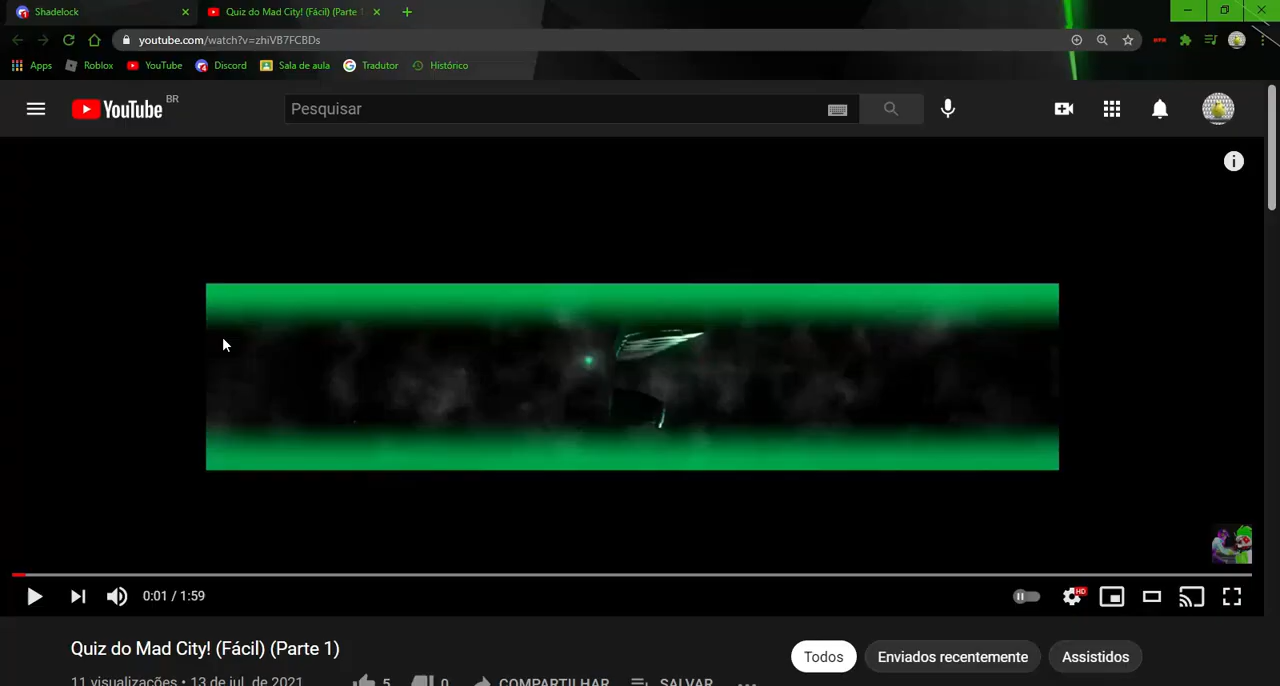 Shadelock
Quiz do Mad City! (Fácil) (Parte 1
youtube.com/watch?v=zhiVB7FCBDs
Apps Roblox YouTube Discord Sala de aula Tradutor Histórico
YouTube BR
Pesquisar
0:01 / 1:59
HD
Quiz do Mad City! (Fácil) (Parte 1)
Todos Enviados recentemente Assistidos
11 visualizações • 13 de jul. de 2021 5 0 COMPARTILHAR SALVAR